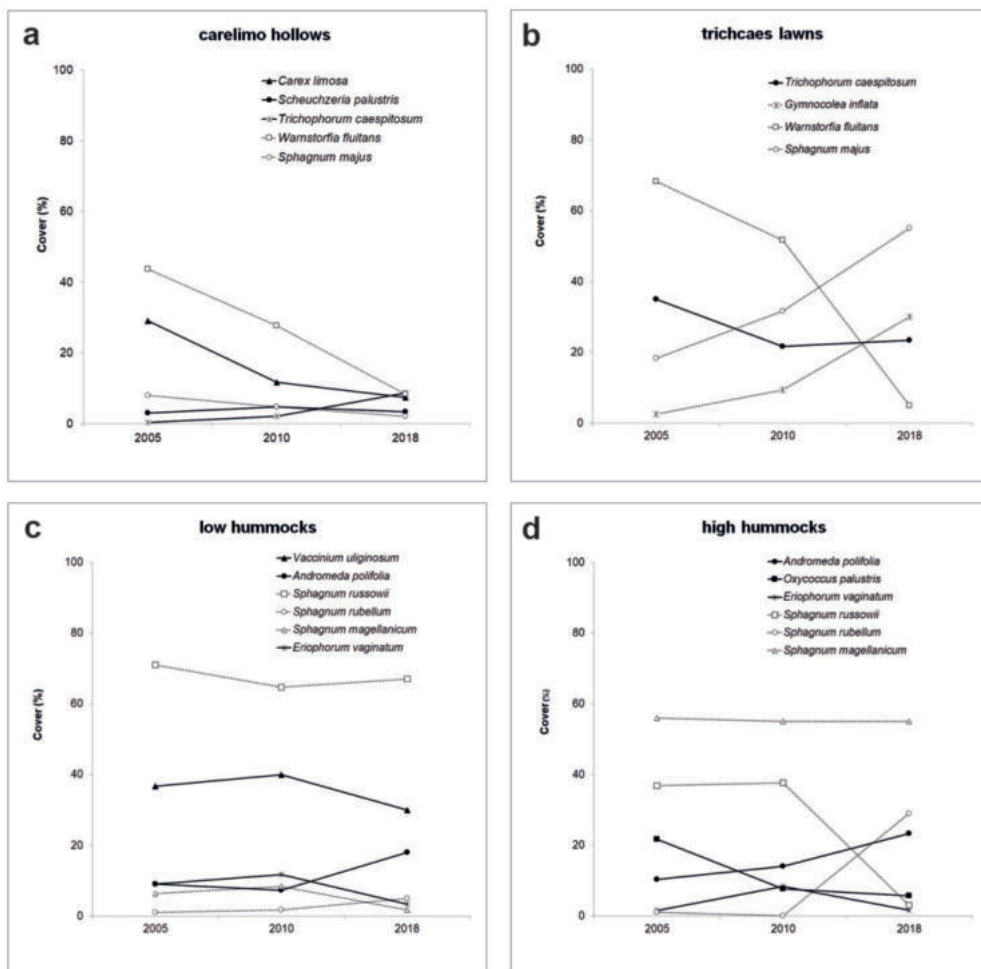 a
carelimo hollows
100
80
60
40
20
0
Cover (%)
Carex limosa
Scheuchzeria palustris
Trichophorum caespitosum
Warnstorfia fluitans
Sphagnum majus
2005 2010 2018
b
trichcaes lawns
100
80
60
40
20
0
Cover (%)
Trichophorum caespitosum
Gymnocolea inflata
Warnstorfia fluitans
Sphagnum majus
2005 2010 2018
c
low hummocks
100
80
60
40
20
0
Cover (%)
Vaccinium uliginosum
Andromeda polifolia
Sphagnum russowii
Sphagnum rubellum
Sphagnum magellanicum
Eriophorum vaginatum
2005 2010 2018
d
high hummocks
100
80
60
40
20
0
Cover (%)
Andromeda polifolia
Oxycoccus palustris
Eriophorum vaginatum
Sphagnum russowii
Sphagnum rubellum
Sphagnum magellanicum
2005 2010 2018